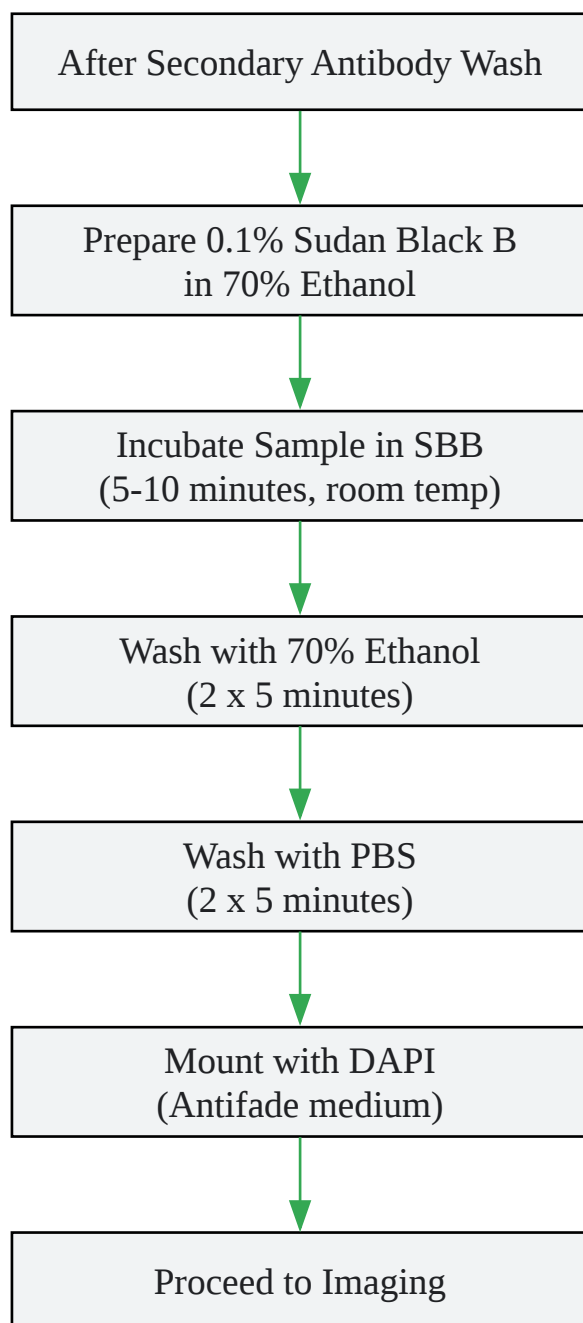 After Secondary Antibody Wash
Prepare 0.1% Sudan Black B
in 70% Ethanol
Incubate Sample in SBB
(5-10 minutes, room temp)
Wash with 70% Ethanol
(2 x 5 minutes)
Wash with PBS
(2 x 5 minutes)
Mount with DAPI
(Antifade medium)
Proceed to Imaging